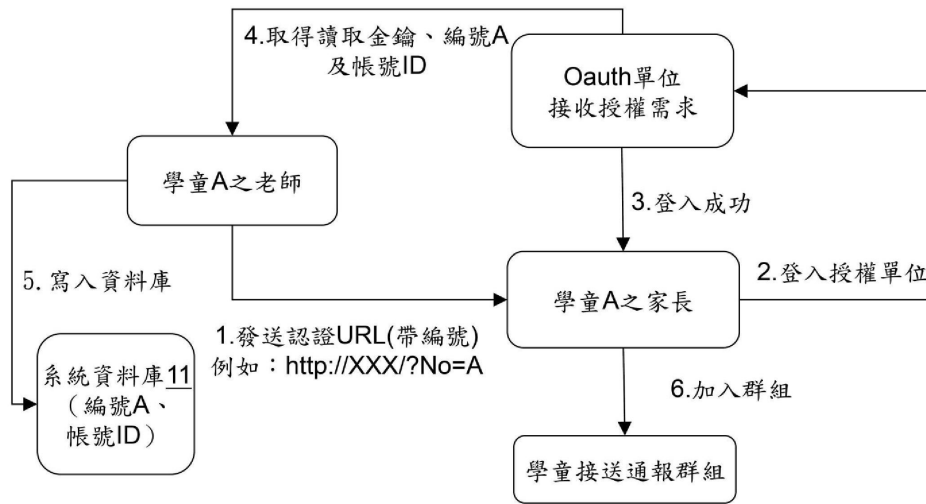 4.取得讀取金鑰、編號A
及帳號ID
Oauth單位
接收授權需求
學童A之老師
3.登入成功
5. 寫入資料庫
學童A之家長
2.登入授權單位
1.發送認證URL(帶編號)
例如：http://XXX/?No=A
系統資料庫11
（編號A、
帳號ID）
6.加入群組
學童接送通報群組